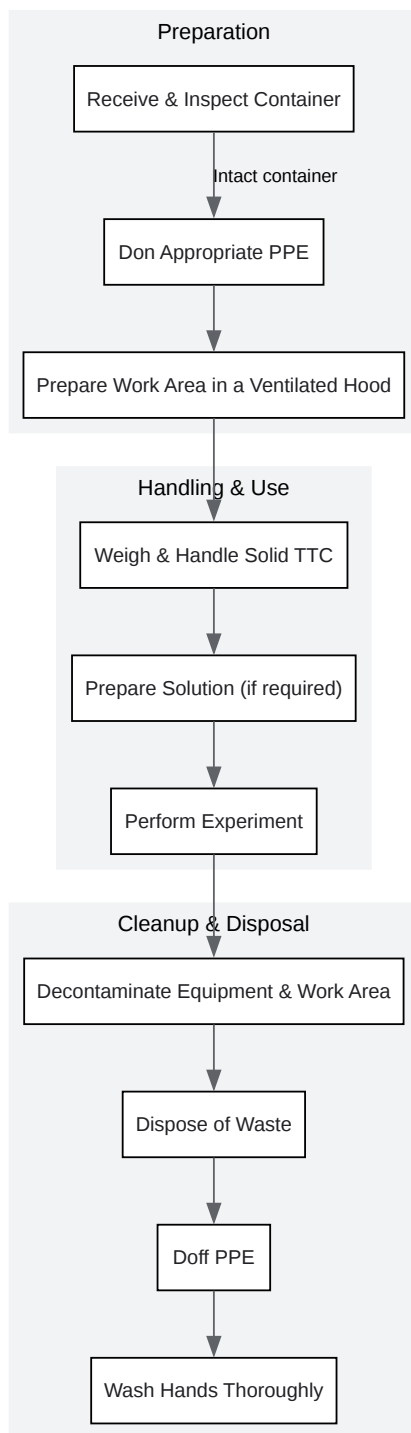 Preparation
Receive & Inspect Container
Intact container
Don Appropriate PPE
Prepare Work Area in a Ventilated Hood
Handling & Use
Weigh & Handle Solid TTC
Prepare Solution (if required)
Perform Experiment
Cleanup & Disposal
Decontaminate Equipment & Work Area
Dispose of Waste
Doff PPE
Wash Hands Thoroughly